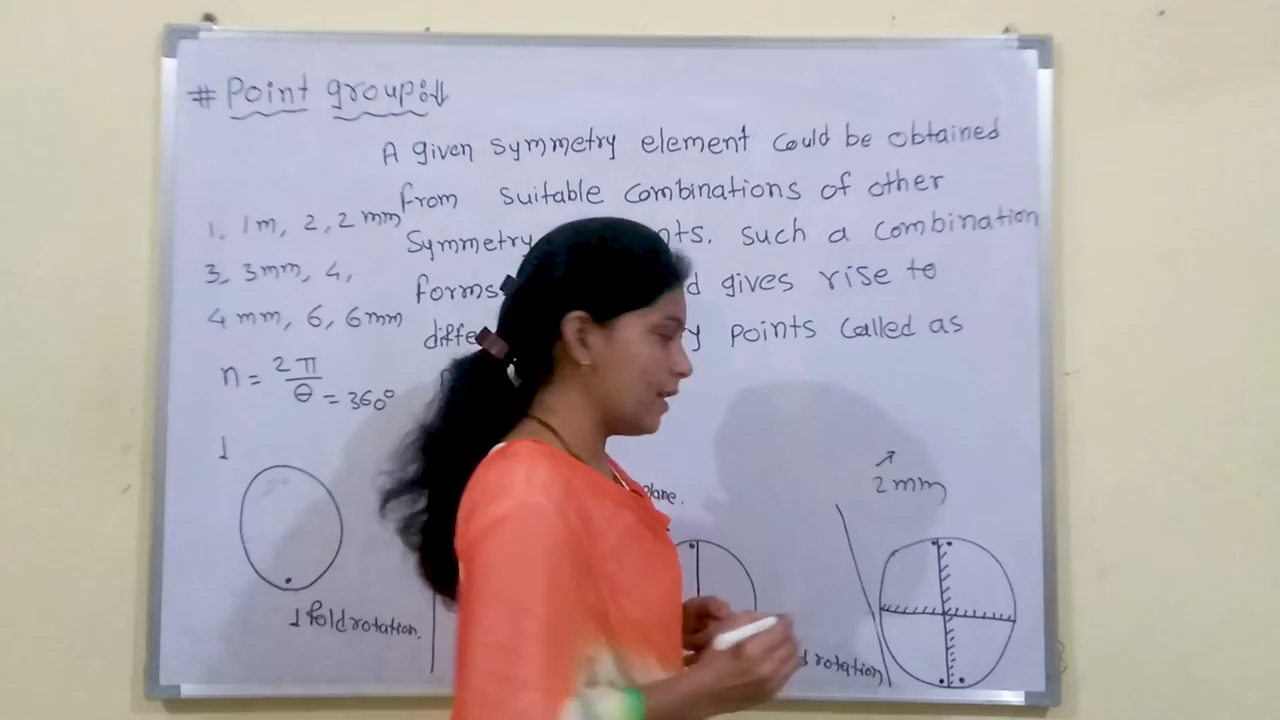 # Point group:
A given symmetry element could be obtained
from suitable combinations of other
Symmetry nts. such a combination
forms d gives rise to
diffe y points called as
1, 1m, 2, 2mm
3, 3mm, 4,
4mm, 6, 6mm
n = 2π/θ = 360°
1
1 fold rotation.
plane.
rotation
2mm